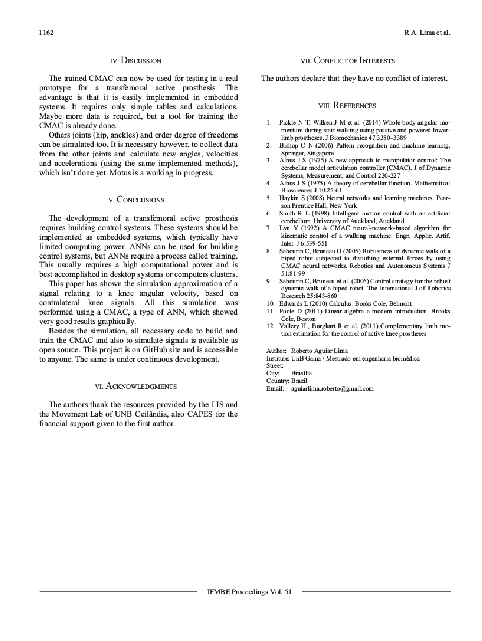 1162
R.A. Lima et al.
IV. Discussion
The trained CMAC can now be used for testing in a real
prototype for a transfemoral active prosthesis. The
advantage is that it is easily implemented in embedded
systems. It requires only simple tables and calculations.
Maybe more data is required, but a tool for training the
CMAC is already done.
Others joints (hip, ancles) and order degree of freedoms
can be simulated too. It is necessary however, to collect data
from the other joints and calculate new angles, velocities
and accelerations (using the same implemented methods),
which isn't done yet. Motus is a working in progress.
V. Conclusions
The development of a transfemoral active prosthesis
requires building control systems. These systems should be
implemented as embedded systems, which typically have
limited computing power. ANNs can be used for building
control systems, but ANNs require a process called training.
This usually requires a high computational power and is
best accomplished in desktop systems or computers clusters.
This paper has shown the simulation approximation of a
signal relating to a knee angular velocity, based on
contralateral knee signals. All this simulation was
performed using a CMAC, a type of ANN, which showed
very good results graphically.
Besides the simulation, all necessary code to build and
train the CMAC and also to simulate signals is available as
open source. This project is on GitHub site and is accessible
to anyone. The same is under continuous development.
VI. Acknowledgments
The authors thank the resources provided by the LIS and
the Movement Lab of UNB Ceilândia, also CAPES for the
financial support given to the first author.
VII. Conflict of Interests
The authors declare that they have no conflict of interest.
VIII. References
1. Pickle N T, Wilken J M et al. (2014) Whole-body angular mo-
mentum during stair walking using passive and powered lower-
limb prostheses. J Biomechanics 47:3380–3389
2. Bishop C M (2006) Pattern recognition and machine learning.
Springer, Singapore
3. Albus J S (1975) A new approach to manipulator control: The
cerebellar model articulation controller (CMAC). J of Dynamic
Systems, Measurement, and Control 220-227
4. Albus J S (1971) A theory of cerebellar function. Mathematical
Biosciences J 10:25-61
5. Haykin S (2008) Neural networks and learning machines. Pear-
son Prentice Hall, New York
6. Smith R L (1998) Intelligent motion control with an artificial
cerebellum. University of Auckland, Auckland
7. Y (1992) A CMAC neural-network-based algorithm for
kinematic control of a walking machine. Engn. Applic. Artif.
Intel. J 6:539-551
8. Sabourin C, Bruneau O (2005) Robustness of dynamic walk of a
biped robot subjected to disturbing external forces by using
CMAC neural networks. Robotics and Autonomous Systems J
51:81-99
9. Sabourin C, Bruneau et al. (2006) Control strategy for the robust
dynamic walk of a biped robot. The International J of Robotics
Research 25:843-860
10. Edwards L (2010) Calculus. Books Cole, Belmont
11. Poole D (2011) Linear algebra: a modern introduction. Brooks
Cole, Boston
12. Vallery H, Burgkart R et al. (2011) Complementary limb mo-
tion estimation for the control of active knee prostheses
Author: Roberto Aguiar Lima
Institute: UnB Gama - Mestrado em engenharia biomédica
Street:
City: Brasília
Country: Brazil
Email: aguiarlimaroberto@gmail.com
IFMBE Proceedings Vol. 51